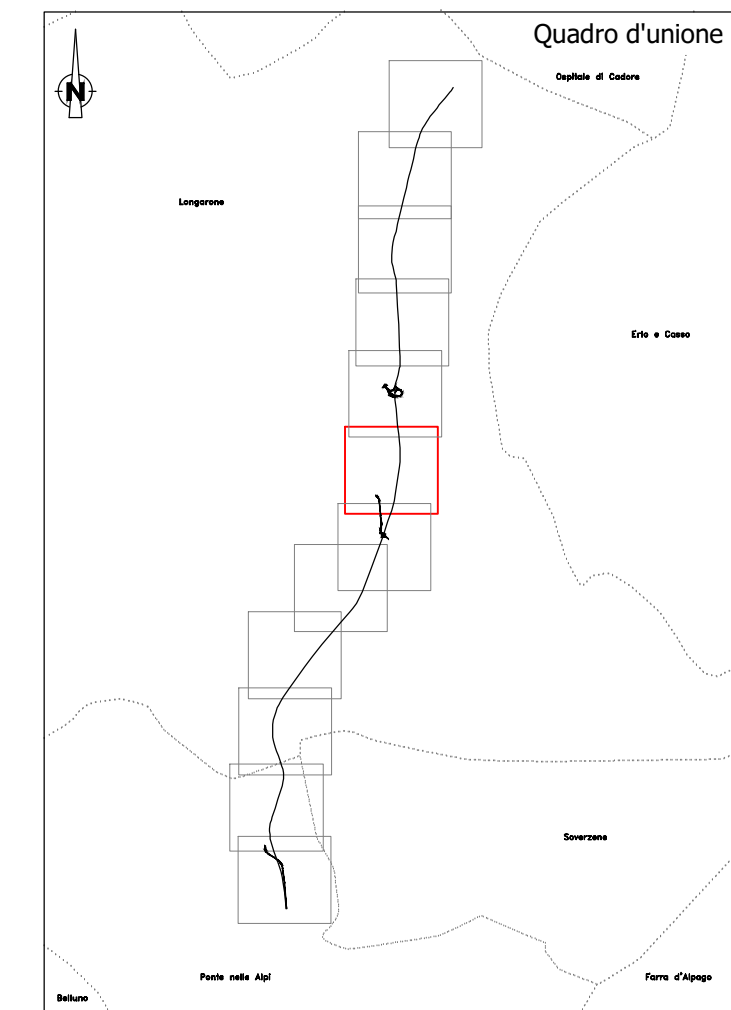 Quadro d'unione
Ospitale di Cadore
N
Longarone
Erto e Casso
Soverzene
Ponte nelle Alpi
Farra d'Alpago
Belluno